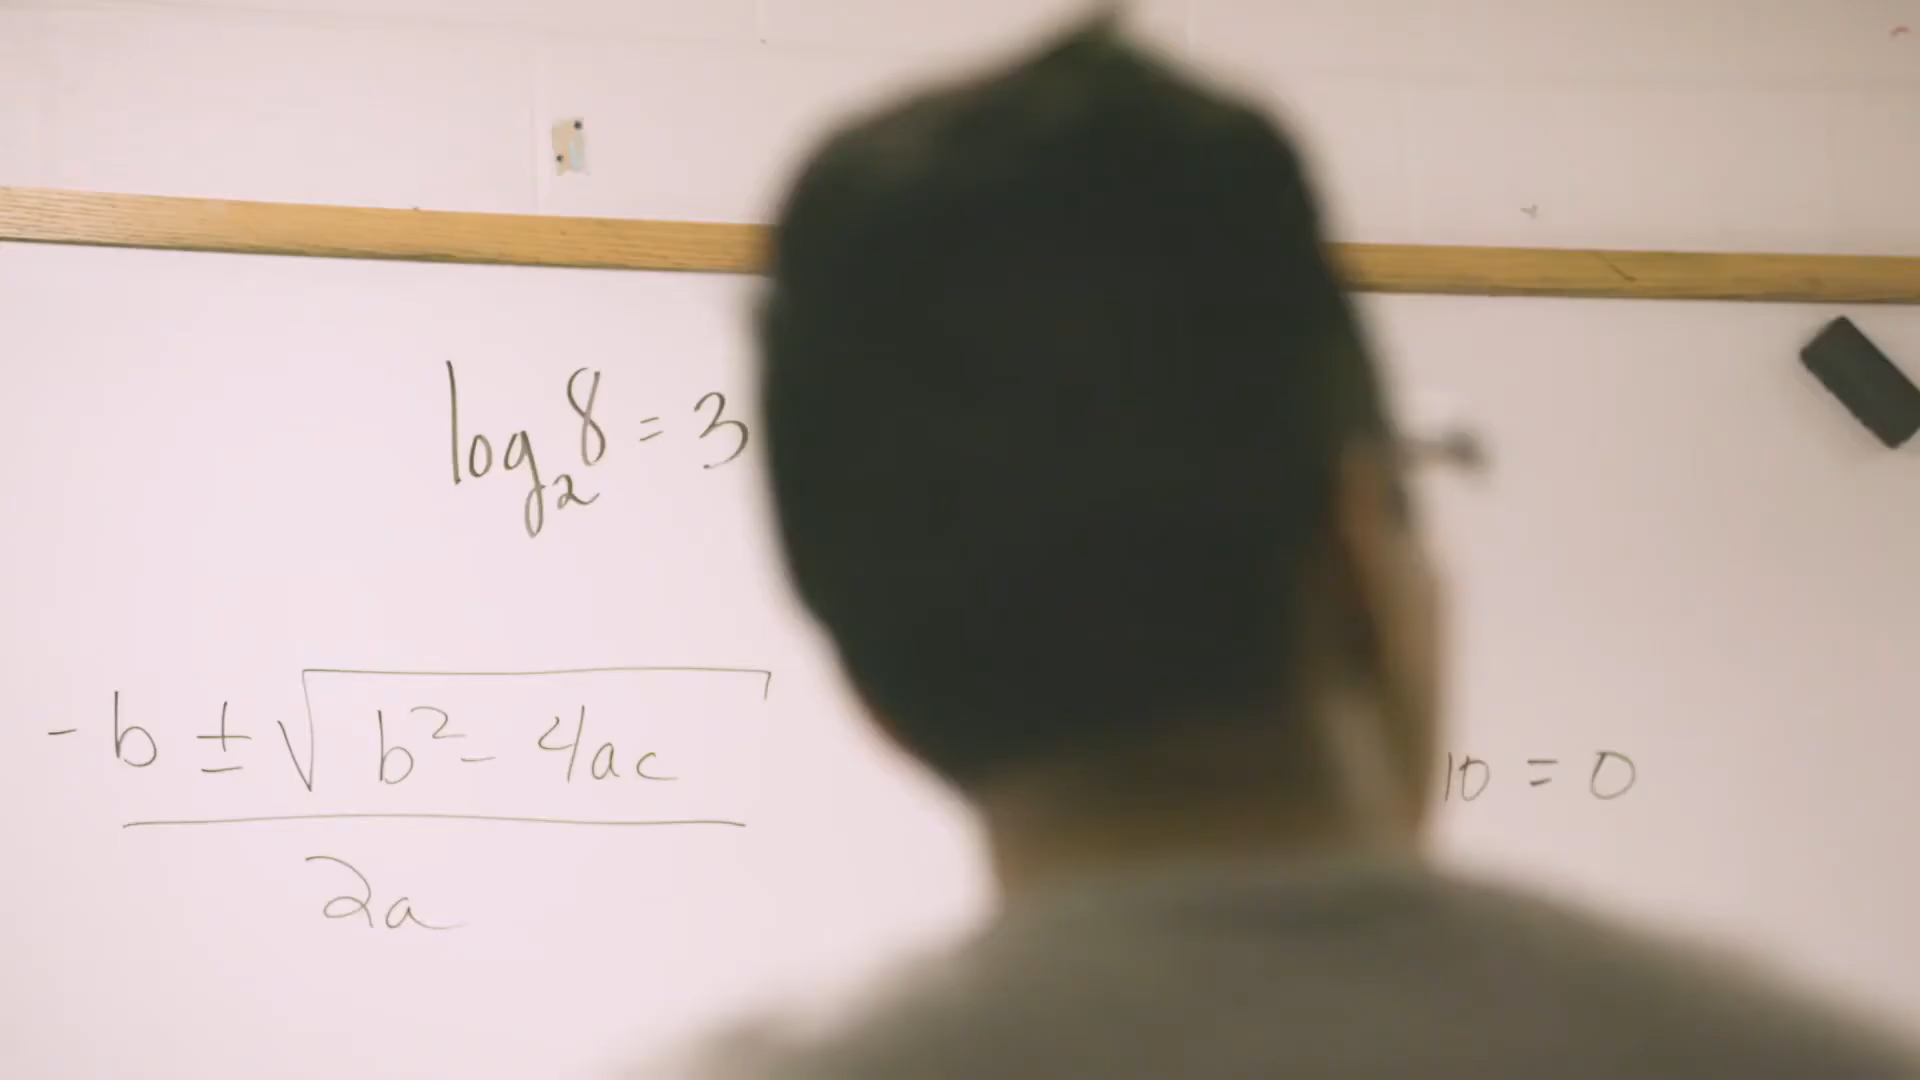 log₂8 = 3
-b ± √b² - 4ac
2a
10 = 0